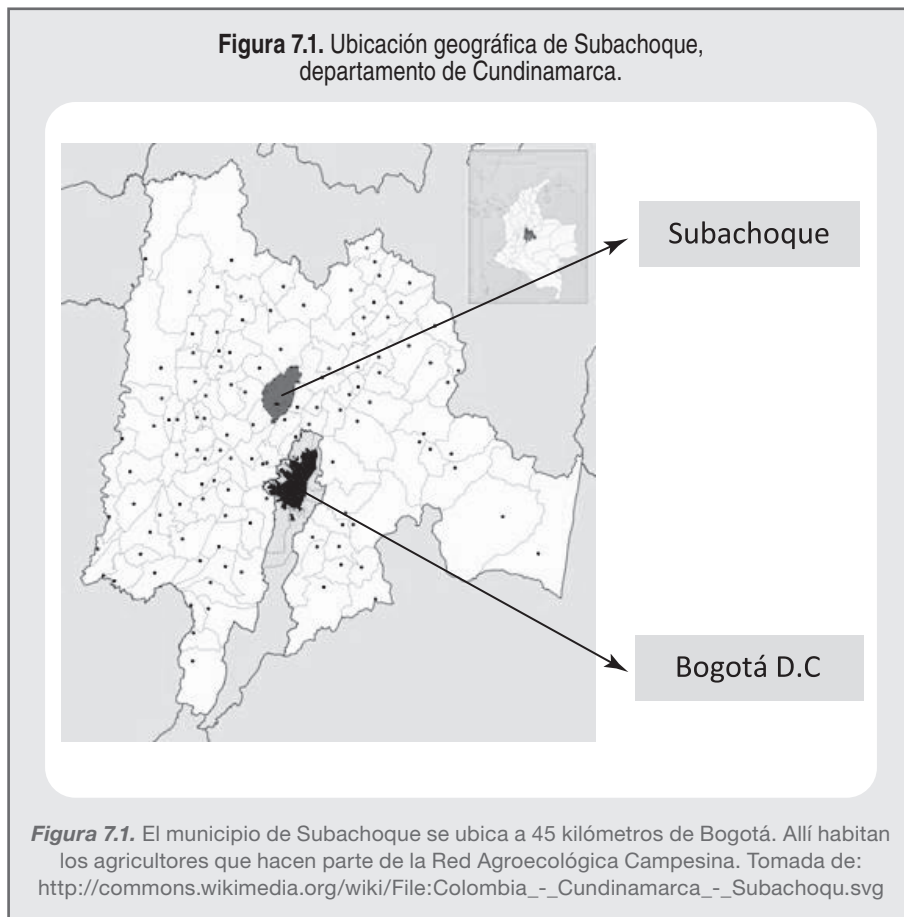 Figura 7.1. Ubicación geográfica de Subachoque,
departamento de Cundinamarca.
Subachoque
Bogotá D.C
Figura 7.1. El municipio de Subachoque se ubica a 45 kilómetros de Bogotá. Allí habitan
los agricultores que hacen parte de la Red Agroecológica Campesina. Tomada de:
http://commons.wikimedia.org/wiki/File:Colombia_-_Cundinamarca_-_Subachoqu.svg